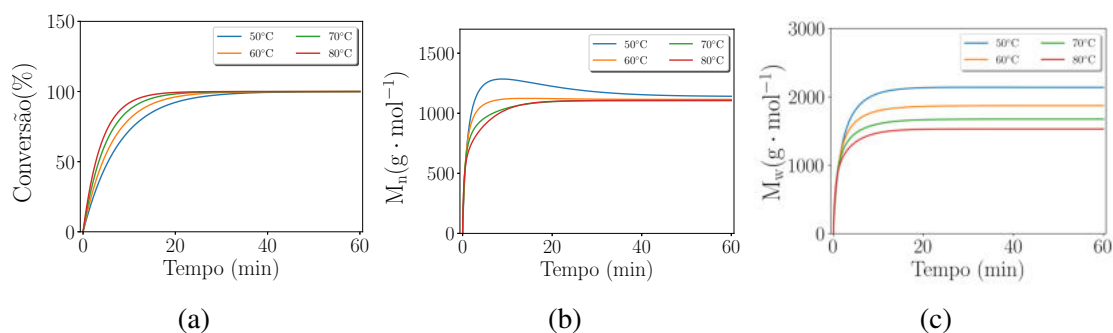 150
100
50
0
Conversão(%)
50°C
60°C
70°C
80°C
0
20
40
60
Tempo (min)
(a)
1500
1000
500
0
M_n(g · mol⁻¹)
50°C
60°C
70°C
80°C
0
20
40
60
Tempo (min)
(b)
3000
2000
1000
0
M_w(g · mol⁻¹)
50°C
60°C
70°C
80°C
0
20
40
60
Tempo (min)
(c)